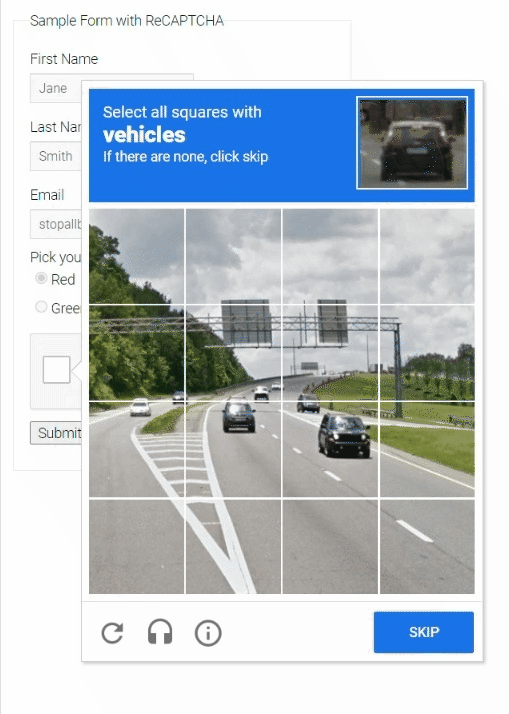 Sample Form with ReCAPTCHA
First Name
Jane
Select all squares with
vehicles
If there are none, click skip
Last Nar
Smith
Email
stopallb
Pick you
Red
Gree
Submit
SKIP